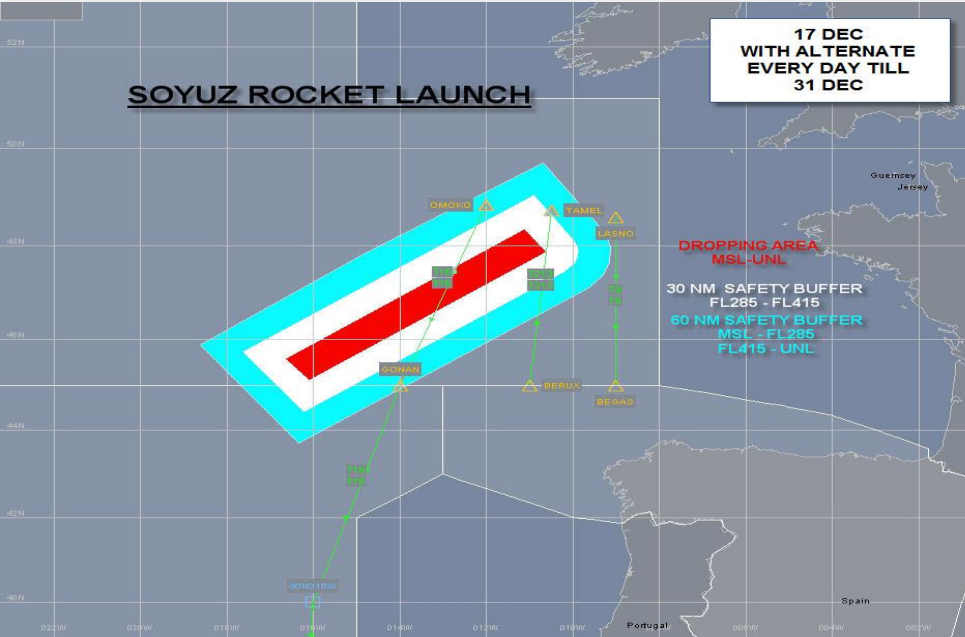 17 DEC
WITH ALTERNATE
EVERY DAY TILL
31 DEC
SOYUZ ROCKET LAUNCH
52N
50N
48N
46N
44N
42N
40N
Guernsey
Jersey
OMOKO
TAMEL
LASNO
DROPPING AREA
MSL-UNL
30 NM SAFETY BUFFER
FL285 - FL415
60 NM SAFETY BUFFER
MSL - FL285
FL415 - UNL
GONAN
BERUX
BEGAS
40N016W
Spain
Portugal
022W
020W
018W
016W
014W
012W
010W
006W
004W
002W